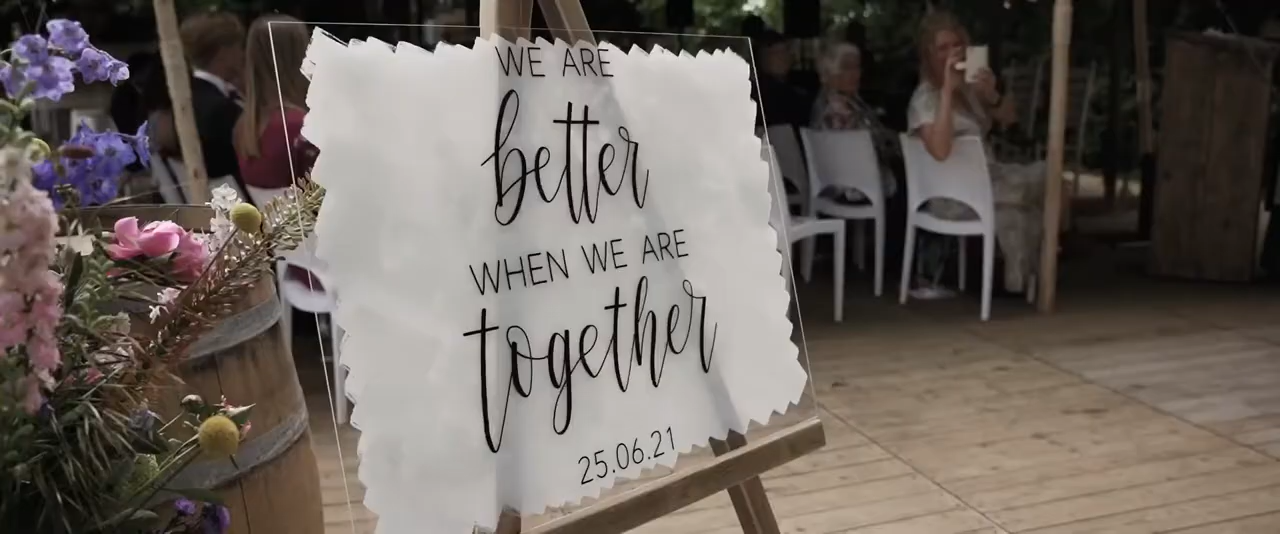 WE ARE
better
WHEN WE ARE
together
25.06.21